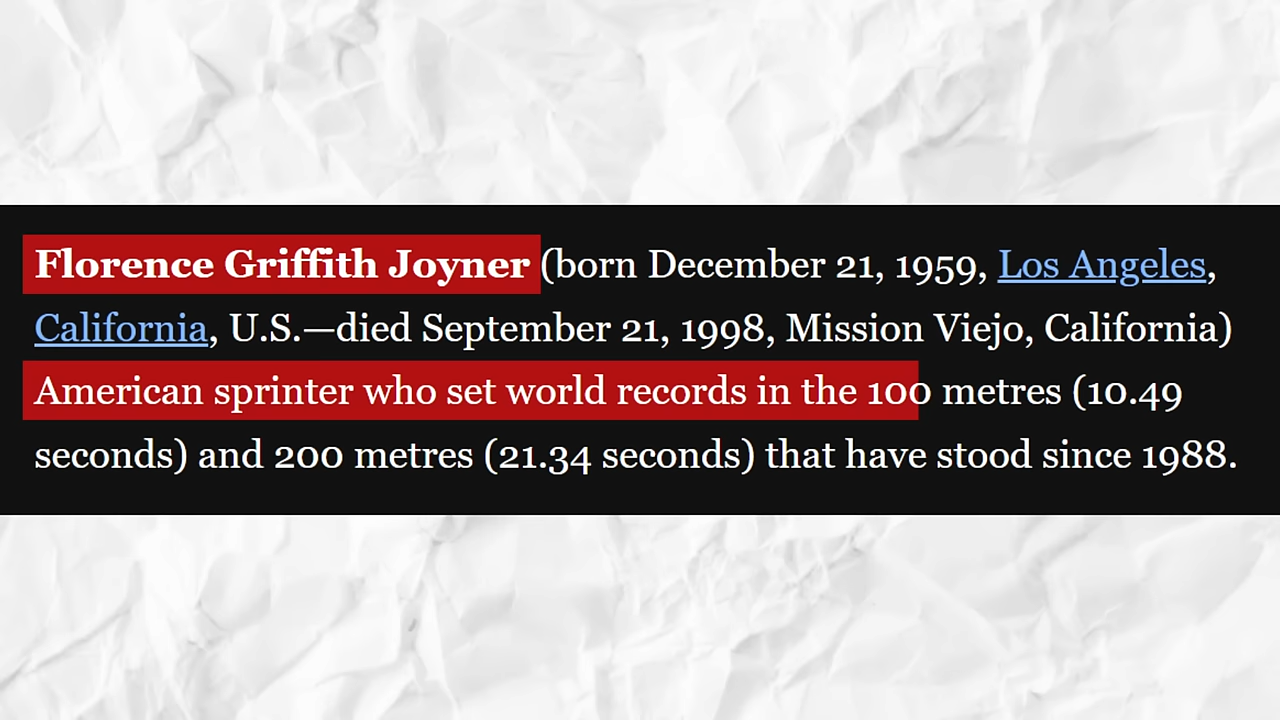 Florence Griffith Joyner (born December 21, 1959, Los Angeles,
California, U.S.—died September 21, 1998, Mission Viejo, California)
American sprinter who set world records in the 100 metres (10.49
seconds) and 200 metres (21.34 seconds) that have stood since 1988.